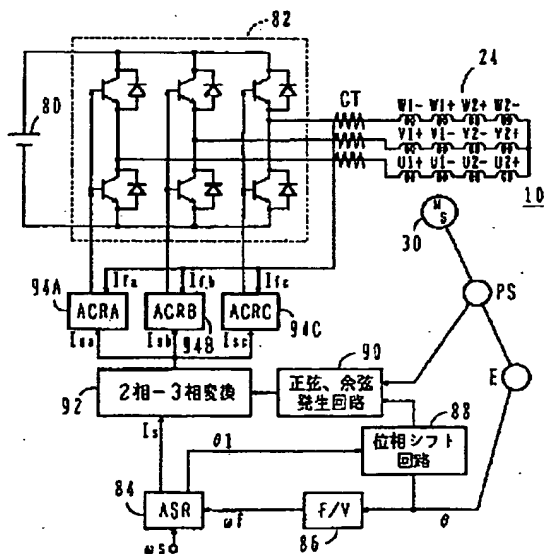 82
24
80
CT
W1- W1+ W2+ W2-
V1+ V1- V2- V2+
U1+ U1- U2- U2+
10
MS
30
PS
E
94A
94B
94C
Ifa
Ifb
Ifc
ACRA
ACRB
ACRC
Isa
Isb
Isc
92
2相-3相変換
90
正弦、余弦
発生回路
88
位相シフト
回路
Is
θ1
84
ASR
ωf
F/V
86
θ
ωs